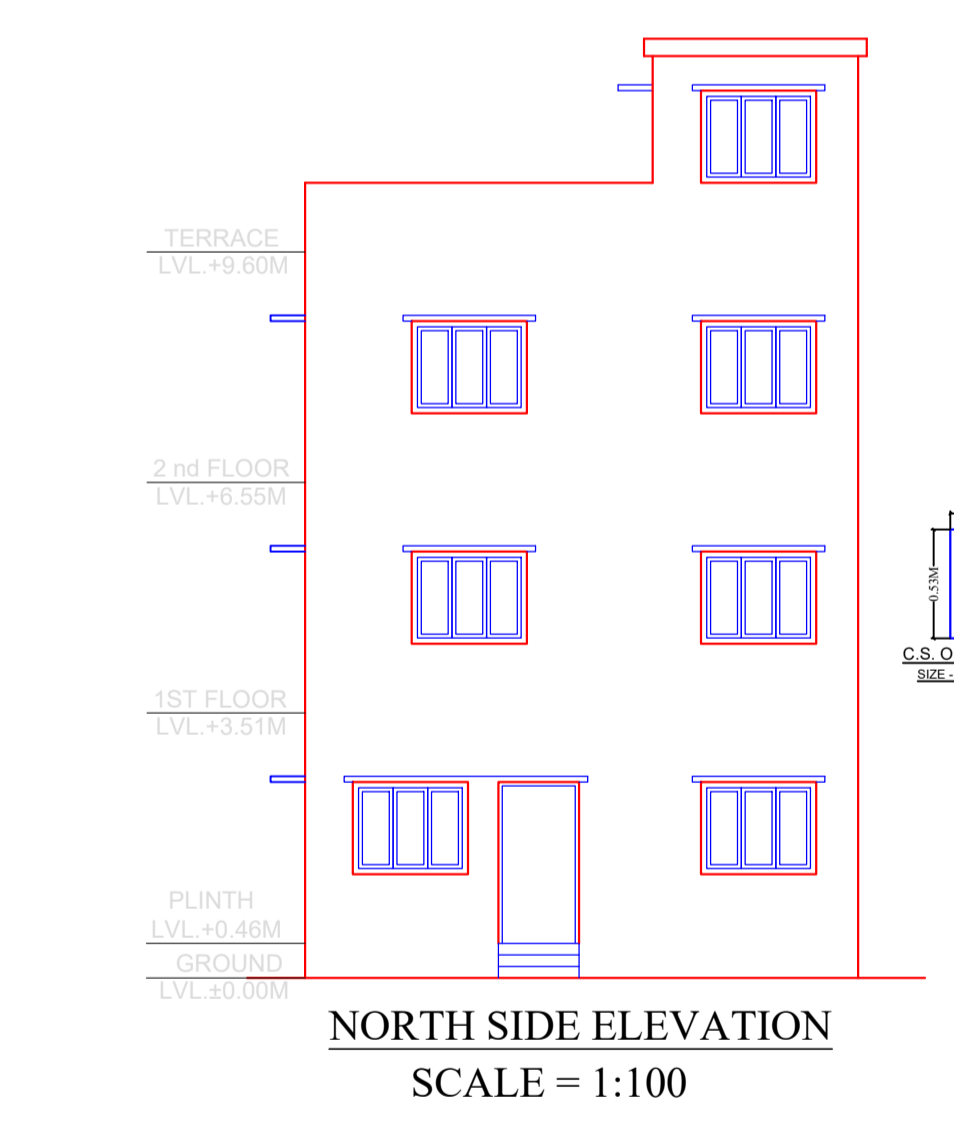 TERRACE
LVL.+9.60M
2 nd FLOOR
LVL.+6.55M
0.53M
C.S. O
SIZE -
1ST FLOOR
LVL.+3.51M
PLINTH
LVL.+0.46M
GROUND
LVL.±0.00M
NORTH SIDE ELEVATION
SCALE = 1:100